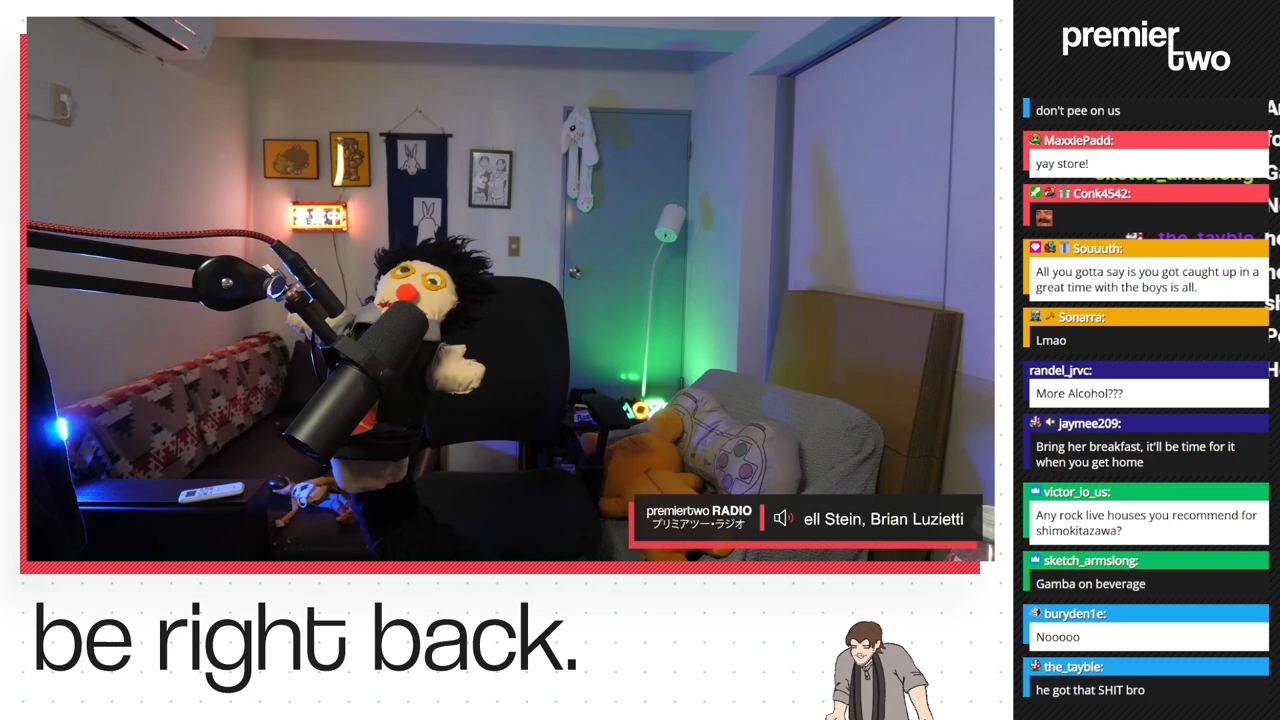 premier
two
don't pee on us
MaxxiePadd:
yay store!
Conk4542:
Souuuth:
All you gotta say is you got caught up in a
great time with the boys is all.
Sonarra:
Lmao
randel_jrvc:
More Alcohol???
jaymee209:
Bring her breakfast, it'll be time for it
when you get home
victor_io_us:
Any rock live houses you recommend for
shimokitazawa?
sketch_armslong:
Gamba on beverage
buryden1e:
Nooooo
the_tayble:
he got that SHIT bro
premiertwo RADIO
プリミアツー・ラジオ
ell Stein, Brian Luzietti
be right back.